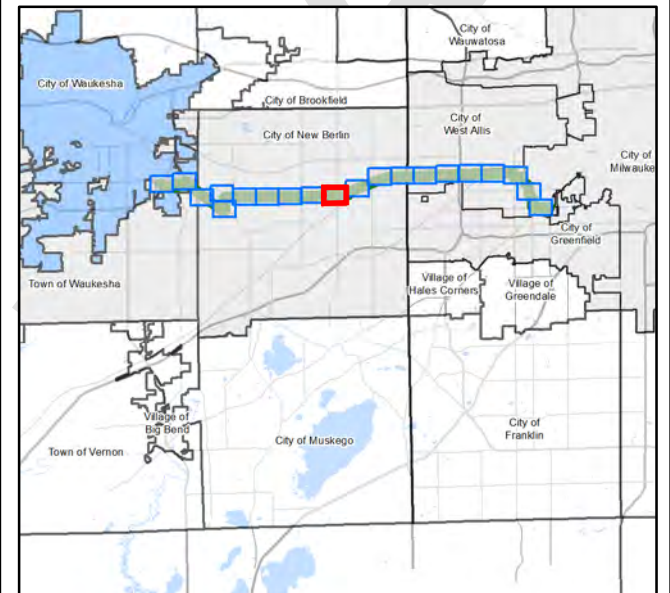 City of
Wauwatosa
City of Waukesha
City of Brookfield
City of New Berlin
City of
West Allis
City of
Milwauke
City of
Greenfield
Town of Waukesha
Village of
Hales Corners
Village of
Greendale
Village of
Big Bend
Town of Vernon
City of Muskego
City of
Franklin